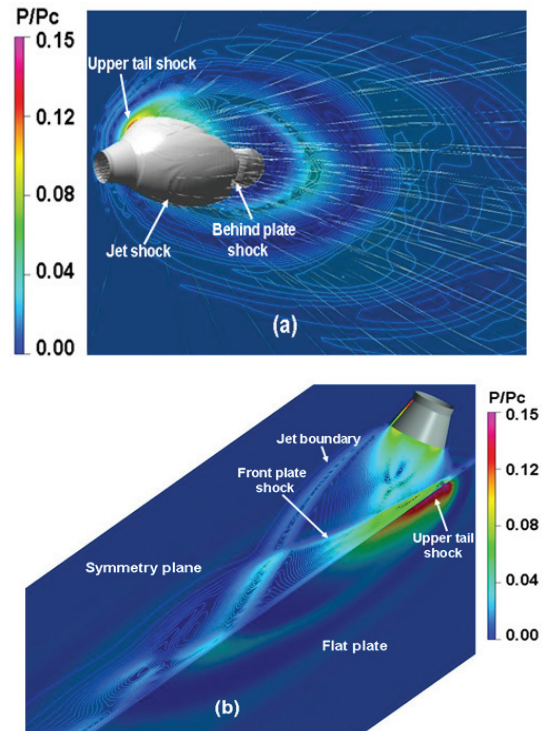 P/Pc
0.15
0.12
0.08
0.04
0.00
Upper tail shock
Jet shock
Behind plate
shock
(a)
P/Pc
0.15
0.12
0.08
0.04
0.00
Jet boundary
Front plate
shock
Upper tail
shock
Symmetry plane
Flat plate
(b)